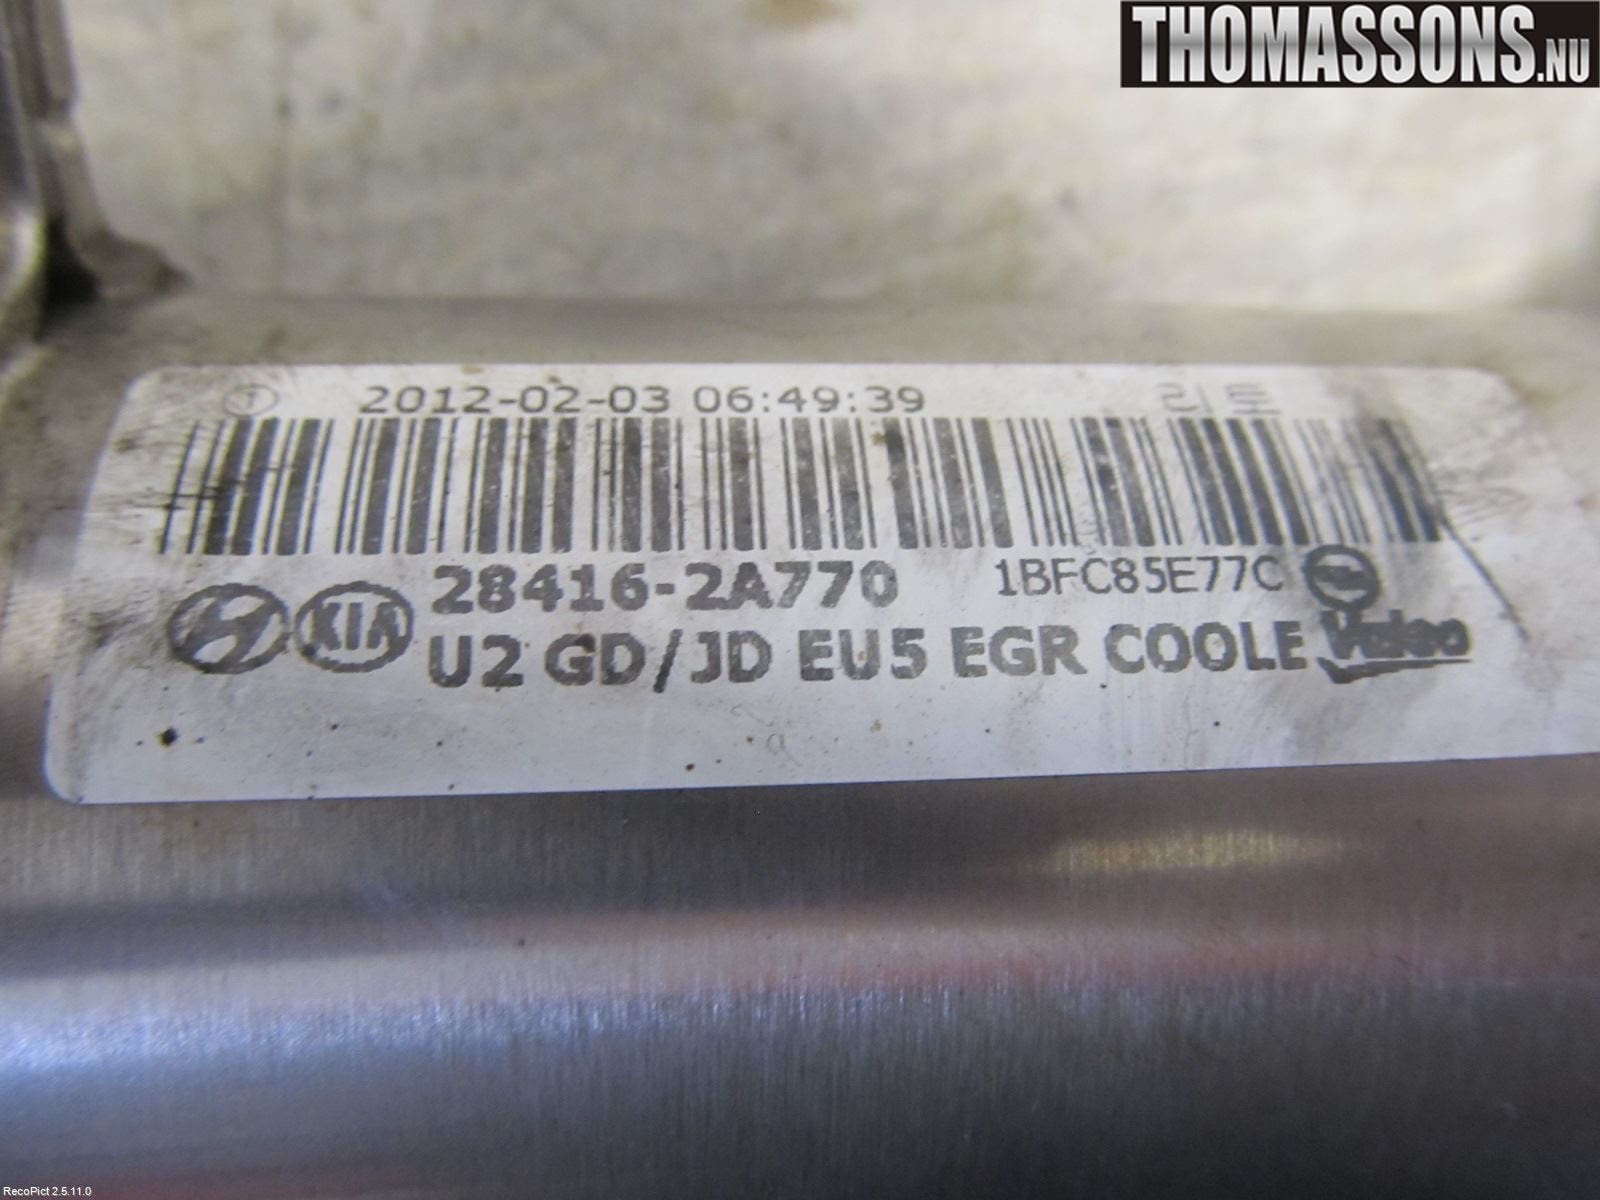 THOMASSONS.NU
1 2012-02-03 06:49:39
28416-2A770 1BFC85E77C
KIA
U2 GD/JD EU5 EGR COOLE Valeo
RecoPict 2.5.11.0